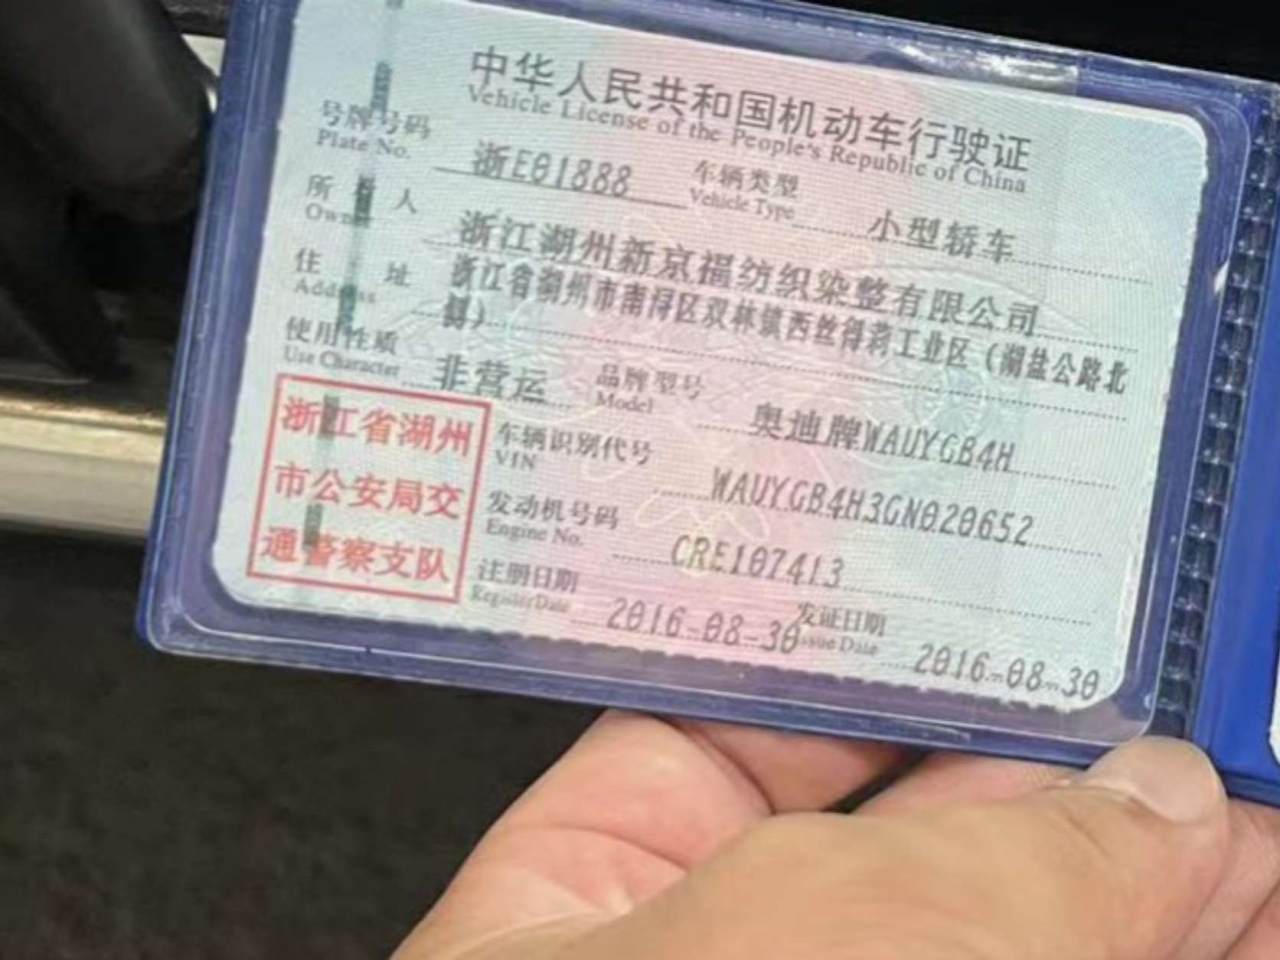 中华人民共和国机动车行驶证
Vehicle License of the People's Republic of China
号牌号码 浙E01888 车辆类型 小型轿车
Plate No. Vehicle Type
所 人 浙江湖州新京福纺织染整有限公司
Owner
住 址 浙江省湖州市南浔区双林镇西丝得莉工业区（湖盐公路北
Address 侧）
使用性质 非营运 品牌型号 奥迪牌WAUYGB4H
Use Character Model
车辆识别代号 WAUYGB4H3GN020652
VIN
发动机号码 CRE107413
Engine No.
注册日期 2016-08-30 发证日期 2016-08-30
Register Date Issue Date
浙江省湖州
市公安局交
通警察支队